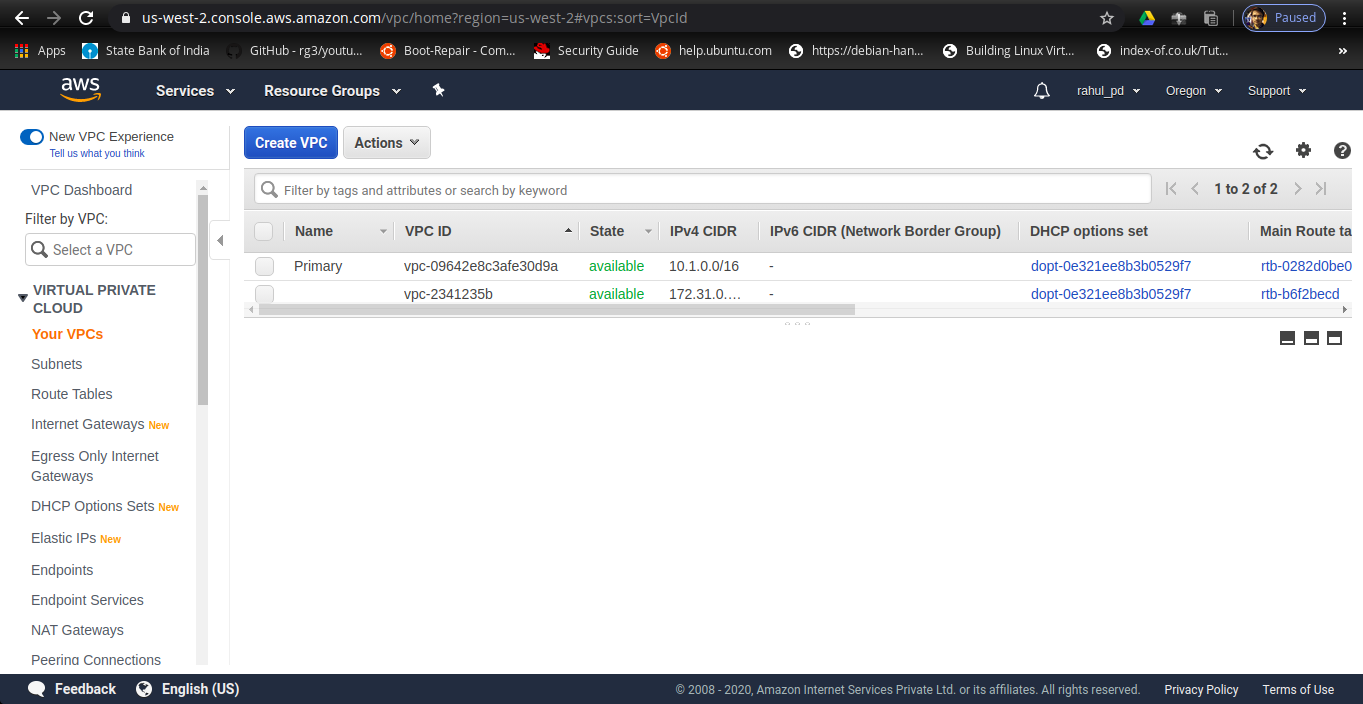 us-west-2.console.aws.amazon.com/vpc/home?region=us-west-2#vpcs:sort=VpcId
Paused
Apps
State Bank of India
GitHub - rg3/youtu...
Boot-Repair - Com...
Security Guide
help.ubuntu.com
https://debian-han...
Building Linux Virt...
index-of.co.uk/Tut...
»
aws
Services
Resource Groups
rahul_pd
Oregon
Support
New VPC Experience
Tell us what you think
VPC Dashboard
Filter by VPC:
Select a VPC
VIRTUAL PRIVATE
CLOUD
Your VPCs
Subnets
Route Tables
Internet Gateways New
Egress Only Internet
Gateways
DHCP Options Sets New
Elastic IPs New
Endpoints
Endpoint Services
NAT Gateways
Peering Connections
Create VPC
Actions
Filter by tags and attributes or search by keyword
1 to 2 of 2
Name VPC ID State IPv4 CIDR IPv6 CIDR (Network Border Group) DHCP options set Main Route ta
Primary vpc-09642e8c3afe30d9a available 10.1.0.0/16 - dopt-0e321ee8b3b0529f7 rtb-0282d0be0
vpc-2341235b available 172.31.0.... - dopt-0e321ee8b3b0529f7 rtb-b6f2becd
Feedback
English (US)
© 2008 - 2020, Amazon Internet Services Private Ltd. or its affiliates. All rights reserved.
Privacy Policy
Terms of Use